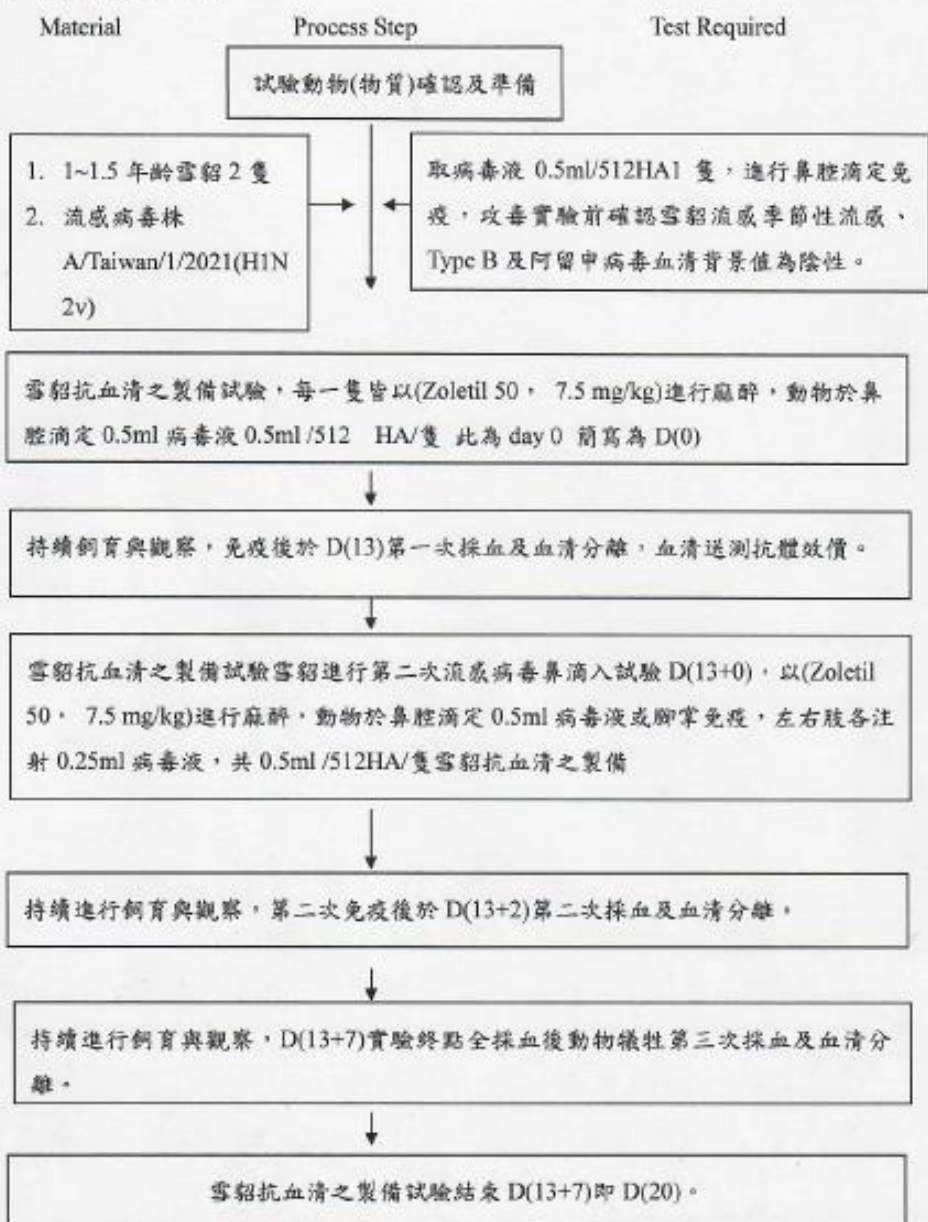 Material Process Step Test Required
試驗動物(物質)確認及準備
1. 1~1.5 年齡雪貂 2 隻
2. 流感病毒株
A/Taiwan/1/2021(H1N
2v)
取病毒液 0.5ml/512HA1 隻，進行鼻腔滴定免
疫，攻毒實驗前確認雪貂流感季節性流感、
Type B 及阿留申病毒血清背景值為陰性。
雪貂抗血清之製備試驗，每一隻皆以(Zoletil 50， 7.5 mg/kg)進行麻醉，動物於鼻
腔滴定 0.5ml 病毒液 0.5ml /512 HA/隻 此為 day 0 簡寫為 D(0)
持續飼育與觀察，免疫後於 D(13)第一次採血及血清分離，血清送測抗體效價。
雪貂抗血清之製備試驗雪貂進行第二次流感病毒鼻滴入試驗 D(13+0)，以(Zoletil
50， 7.5 mg/kg)進行麻醉，動物於鼻腔滴定 0.5ml 病毒液或腳掌免疫，左右肢各注
射 0.25ml 病毒液，共 0.5ml /512HA/隻雪貂抗血清之製備
持續進行飼育與觀察，第二次免疫後於 D(13+2)第二次採血及血清分離。
持續進行飼育與觀察，D(13+7)實驗終點全採血後動物犧牲第三次採血及血清分
離。
雪貂抗血清之製備試驗結束 D(13+7)即 D(20)。